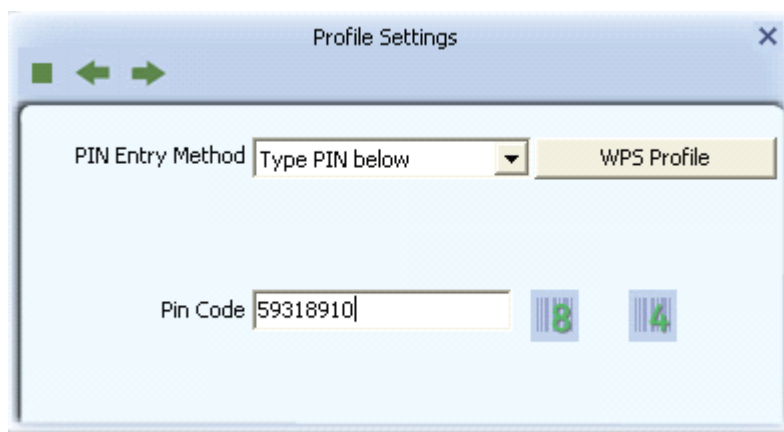 Profile Settings
PIN Entry Method Type PIN below WPS Profile
Pin Code 59318910 8 4